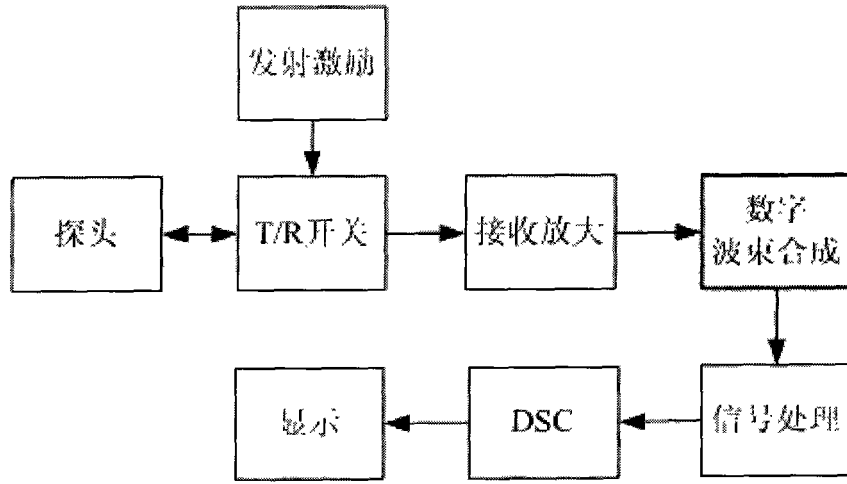 发射激励
探头
T/R开关
接收放大
数字
波束合成
显示
DSC
信号处理